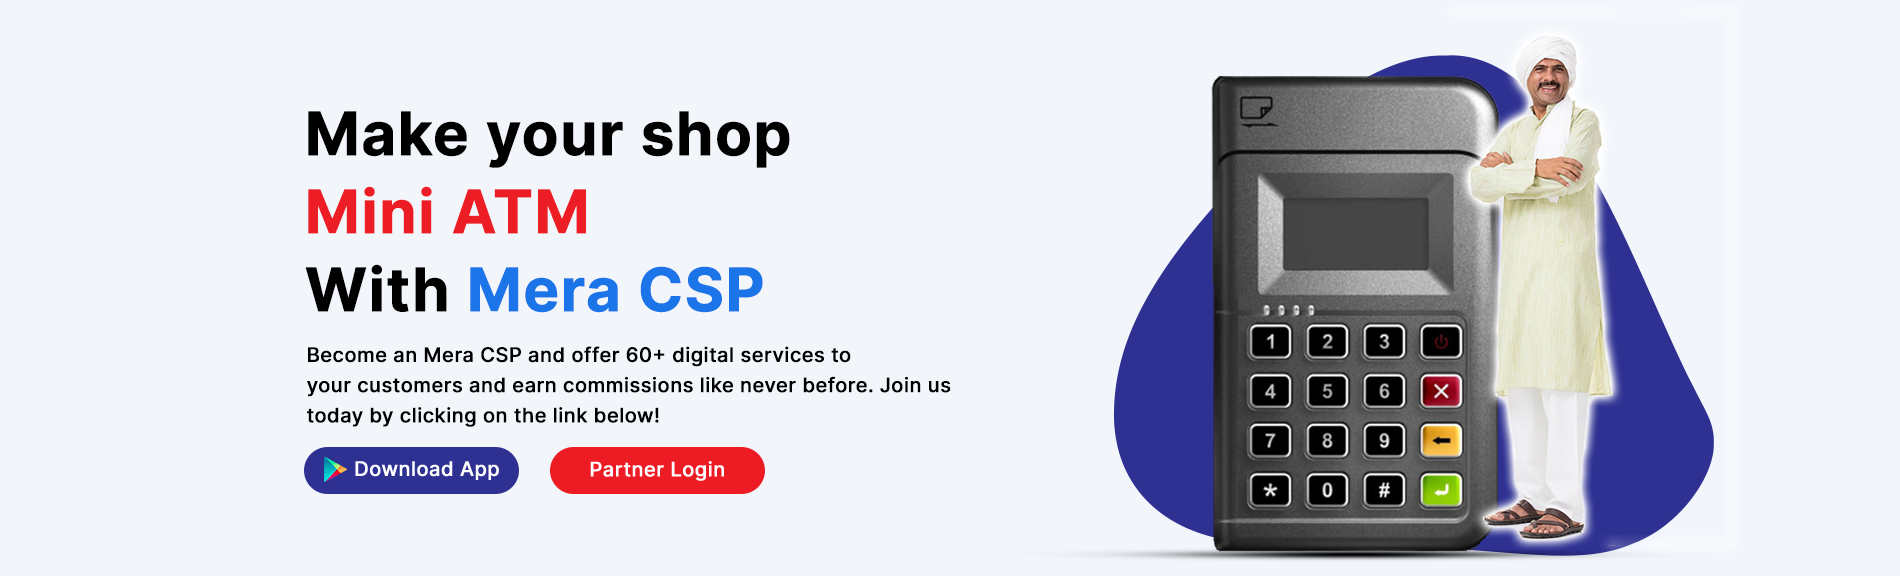 Make your shop
Mini ATM
With Mera CSP
Become an Mera CSP and offer 60+ digital services to
your customers and earn commissions like never before. Join us
today by clicking on the link below!
Download App
Partner Login
1 2 3
4 5 6
7 8 9
* 0 #